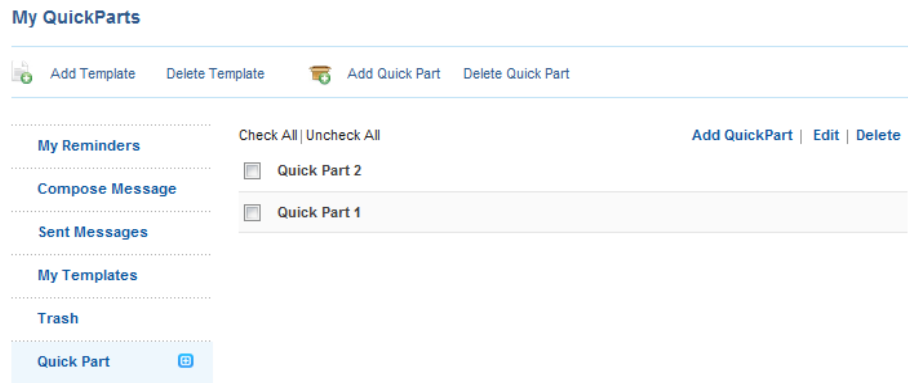 My QuickParts
Add Template Delete Template Add Quick Part Delete Quick Part
Check All | Uncheck All Add QuickPart | Edit | Delete
My Reminders
Compose Message
Sent Messages
My Templates
Trash
Quick Part
Quick Part 2
Quick Part 1